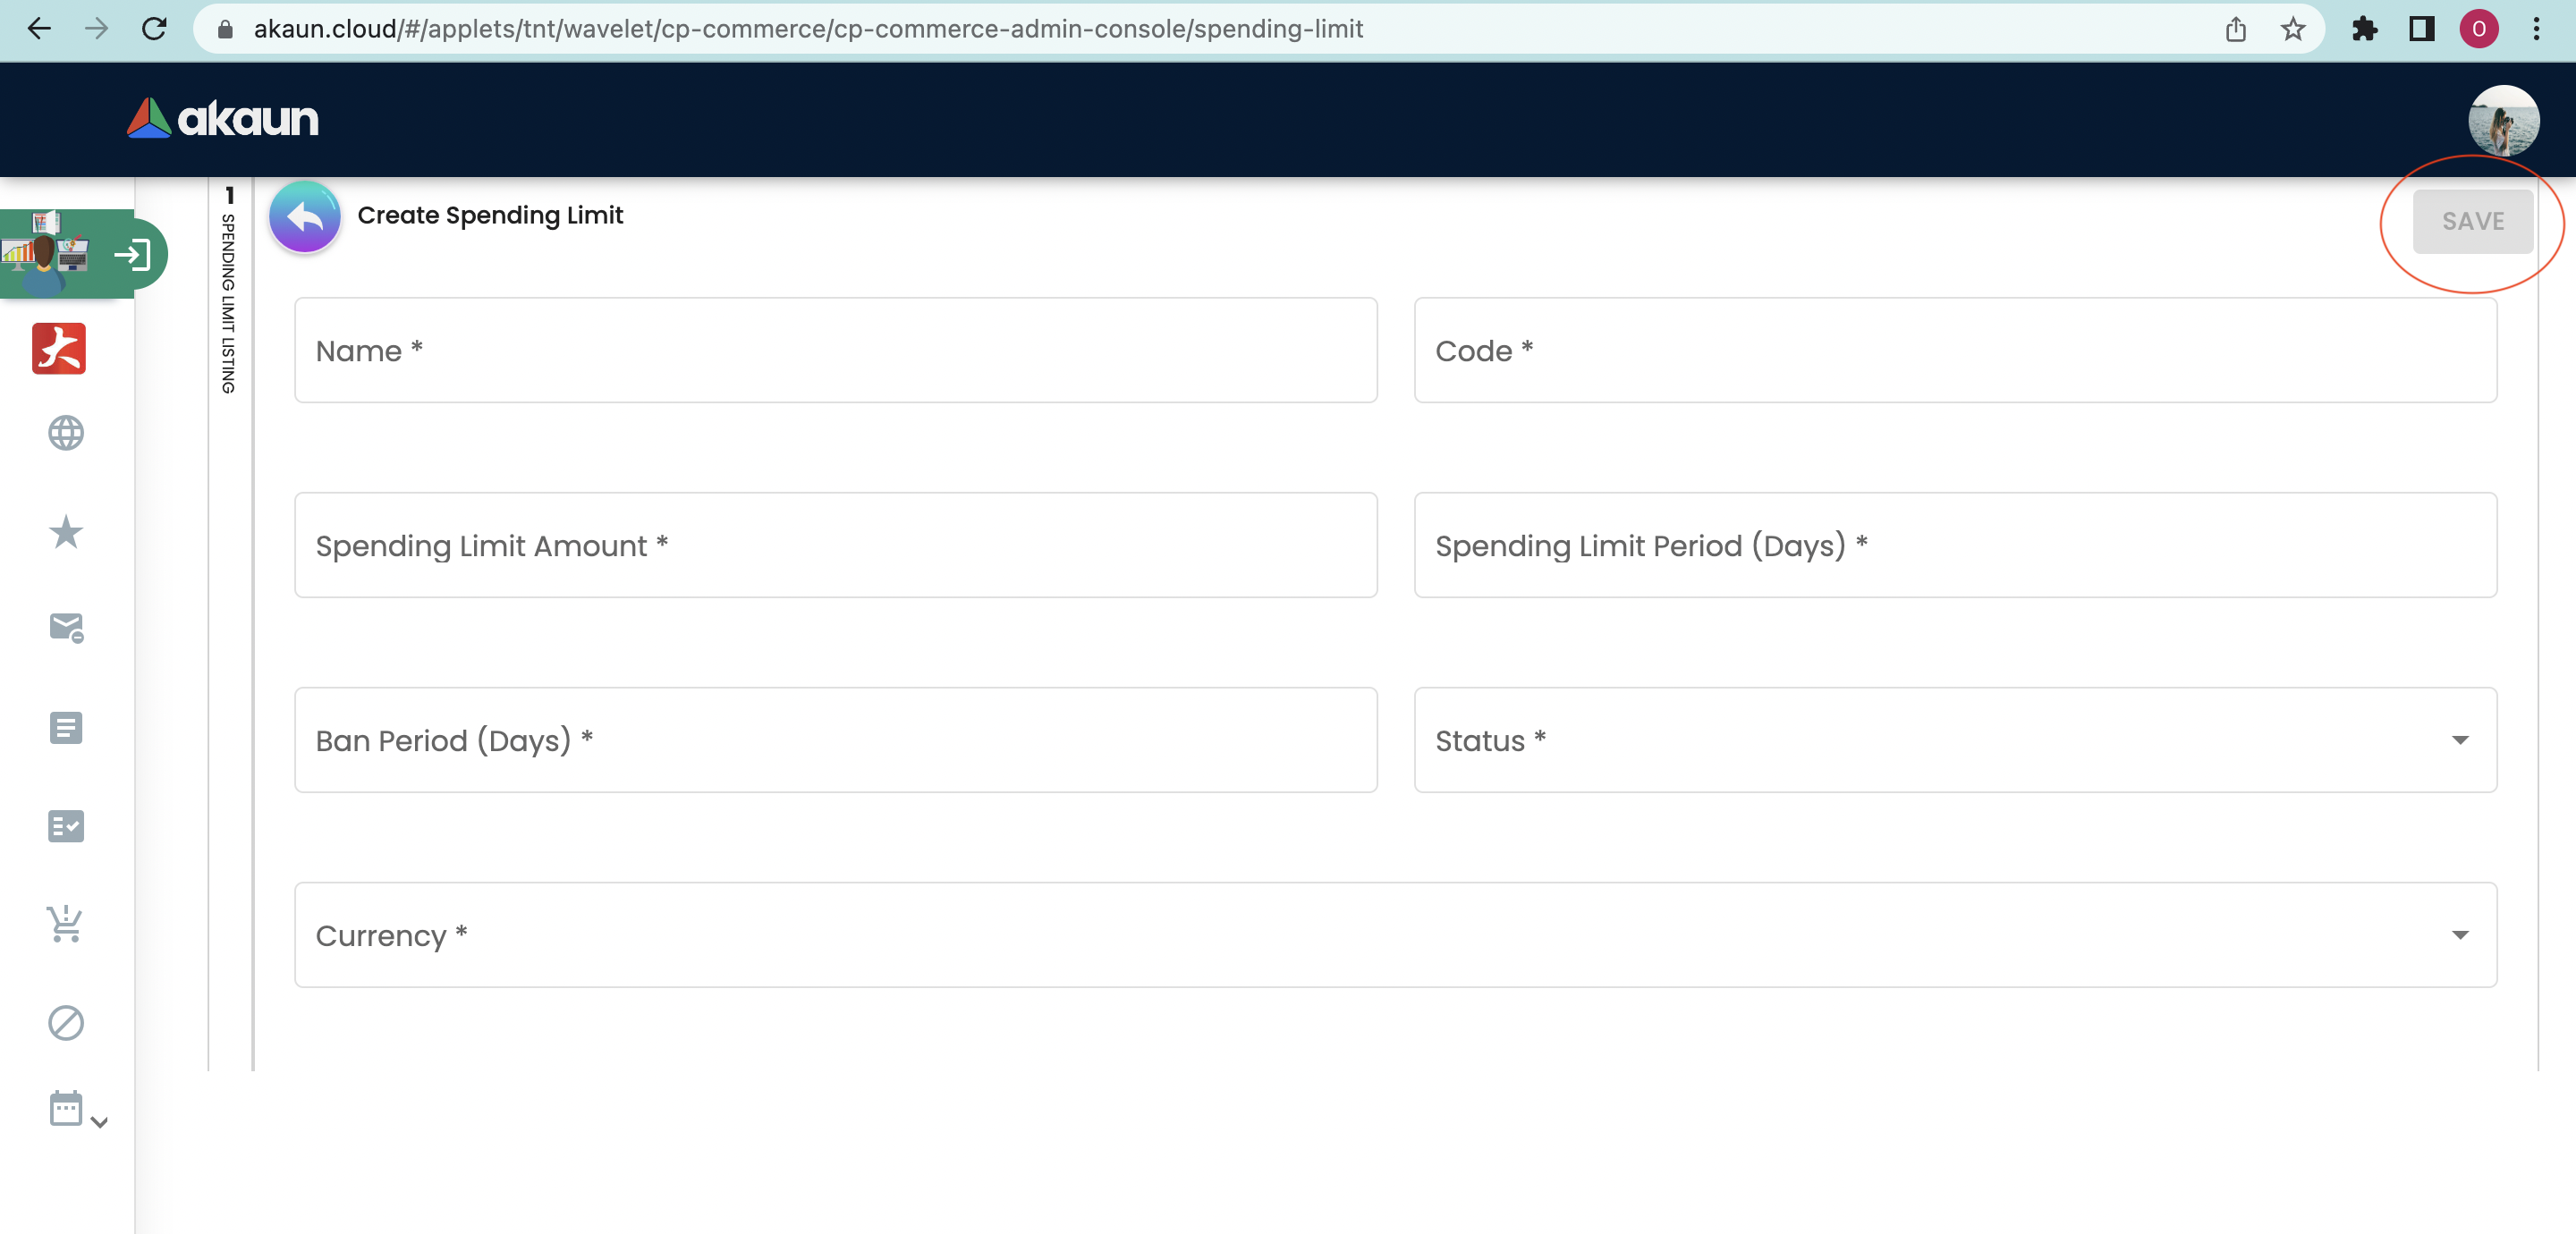 akaun.cloud/#/applets/tnt/wavelet/cp-commerce/cp-commerce-admin-console/spending-limit
O
akaun
1
SPENDING LIMIT LISTING
Create Spending Limit
SAVE
Name *
Code *
Spending Limit Amount *
Spending Limit Period (Days) *
Ban Period (Days) *
Status *
Currency *